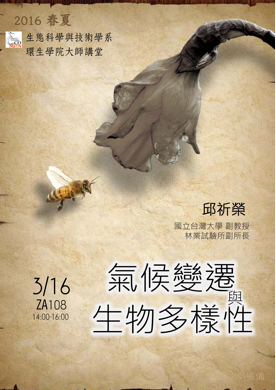 2016 春夏
生態科學與技術學系
環生學院大師講堂
邱祈榮
國立台灣大學 副教授
林業試驗所副所長
3/16
ZA108
14:00-16:00
氣候變遷
與
生物多樣性